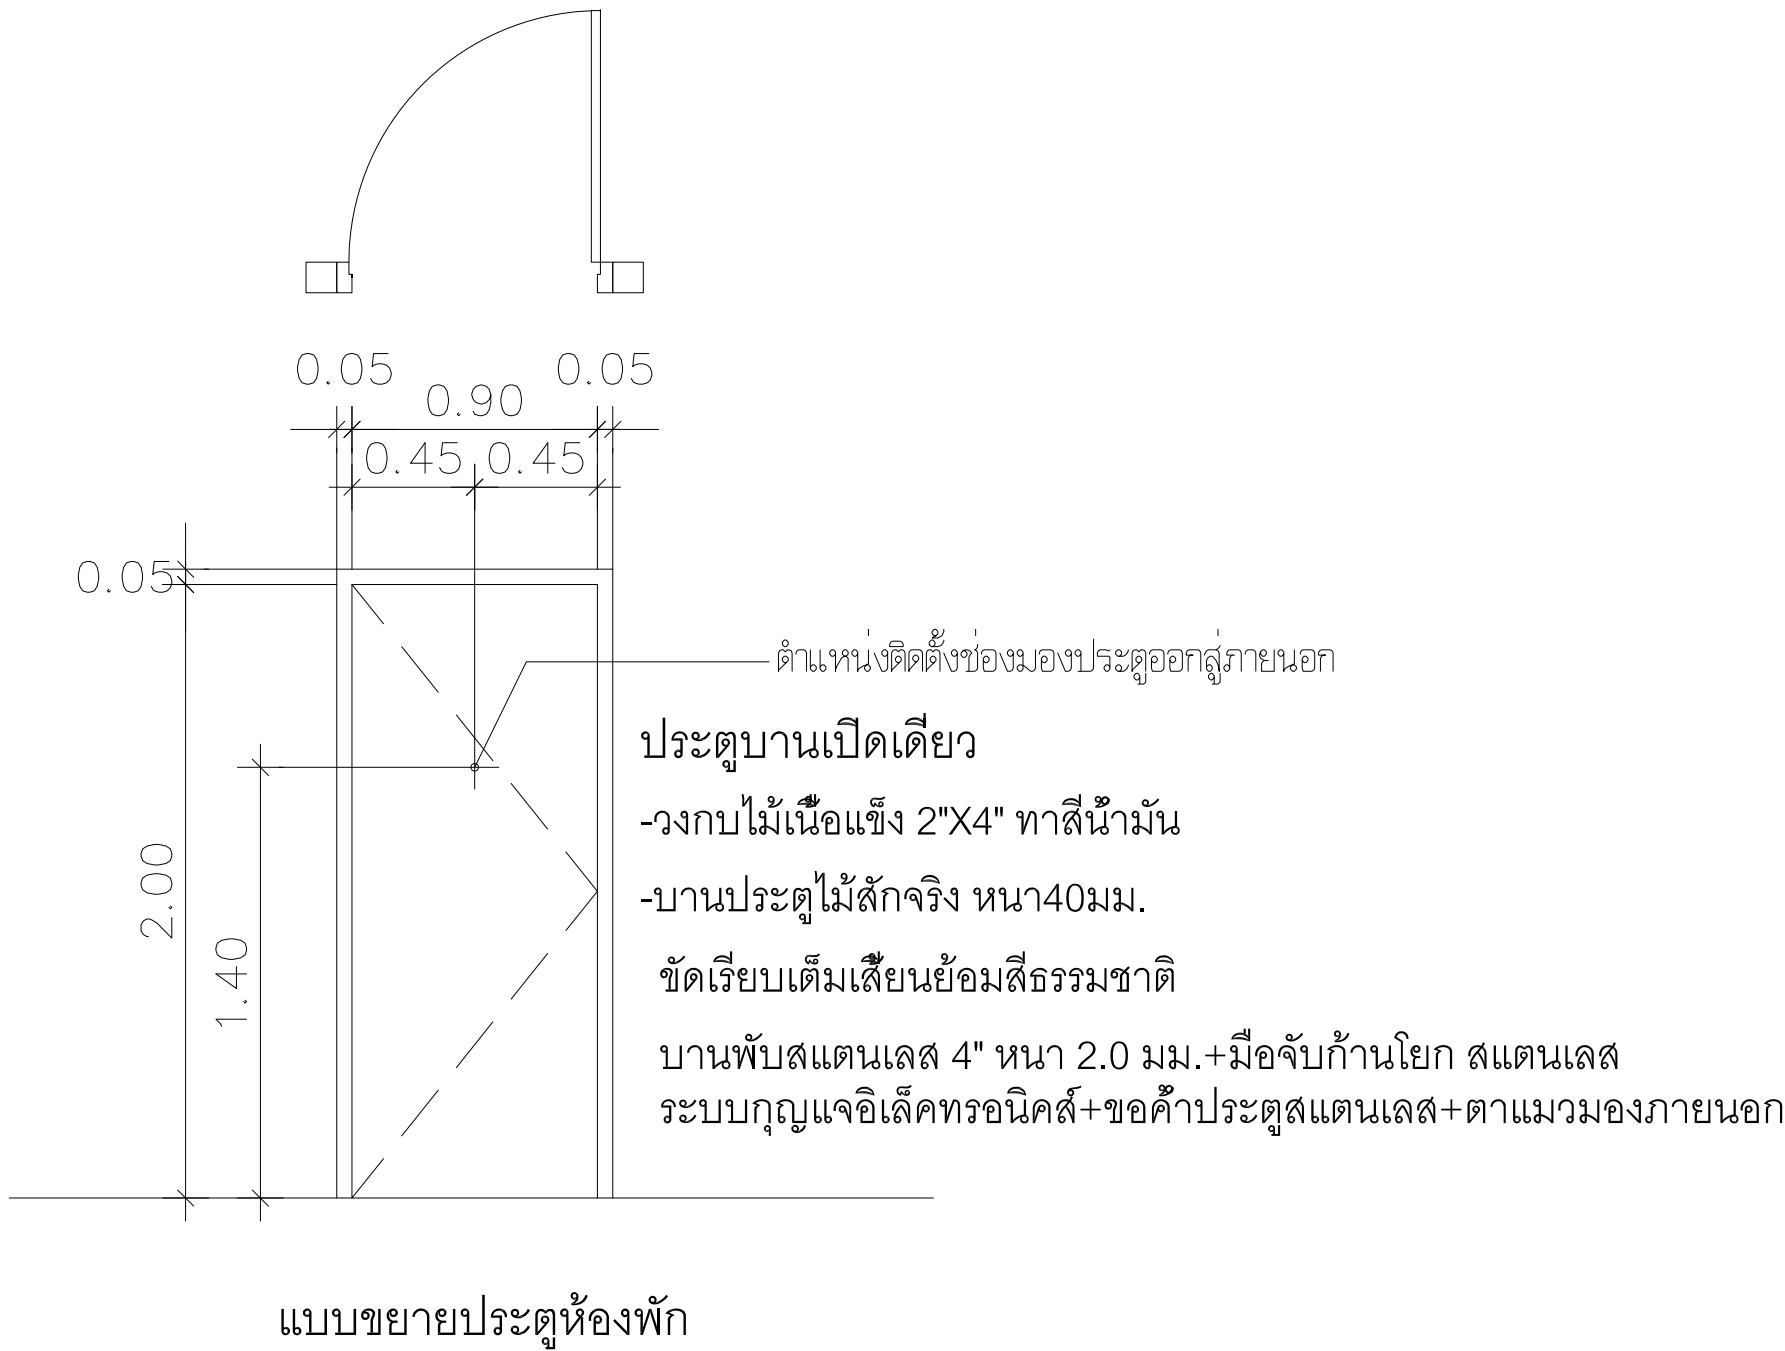 0.05 0.05
0.90
0.45 0.45
0.05
ตำแหน่งติดตั้งช่องมองประตูออกสู่ภายนอก
ประตูบานเปิดเดี่ยว
-วงกบไม้เนื้อแข็ง 2"X4" ทาสีน้ำมัน
-บานประตูไม้สักจริง หนา40มม.
ขัดเรียบเต็มเสี้ยนย้อมสีธรรมชาติ
บานพับสแตนเลส 4" หนา 2.0 มม.+มือจับก้านโยก สแตนเลส
ระบบกุญแจอิเล็คทรอนิคส์+ขอค้ำประตูสแตนเลส+ตาแมวมองภายนอก
2.00
1.40
แบบขยายประตูห้องพัก